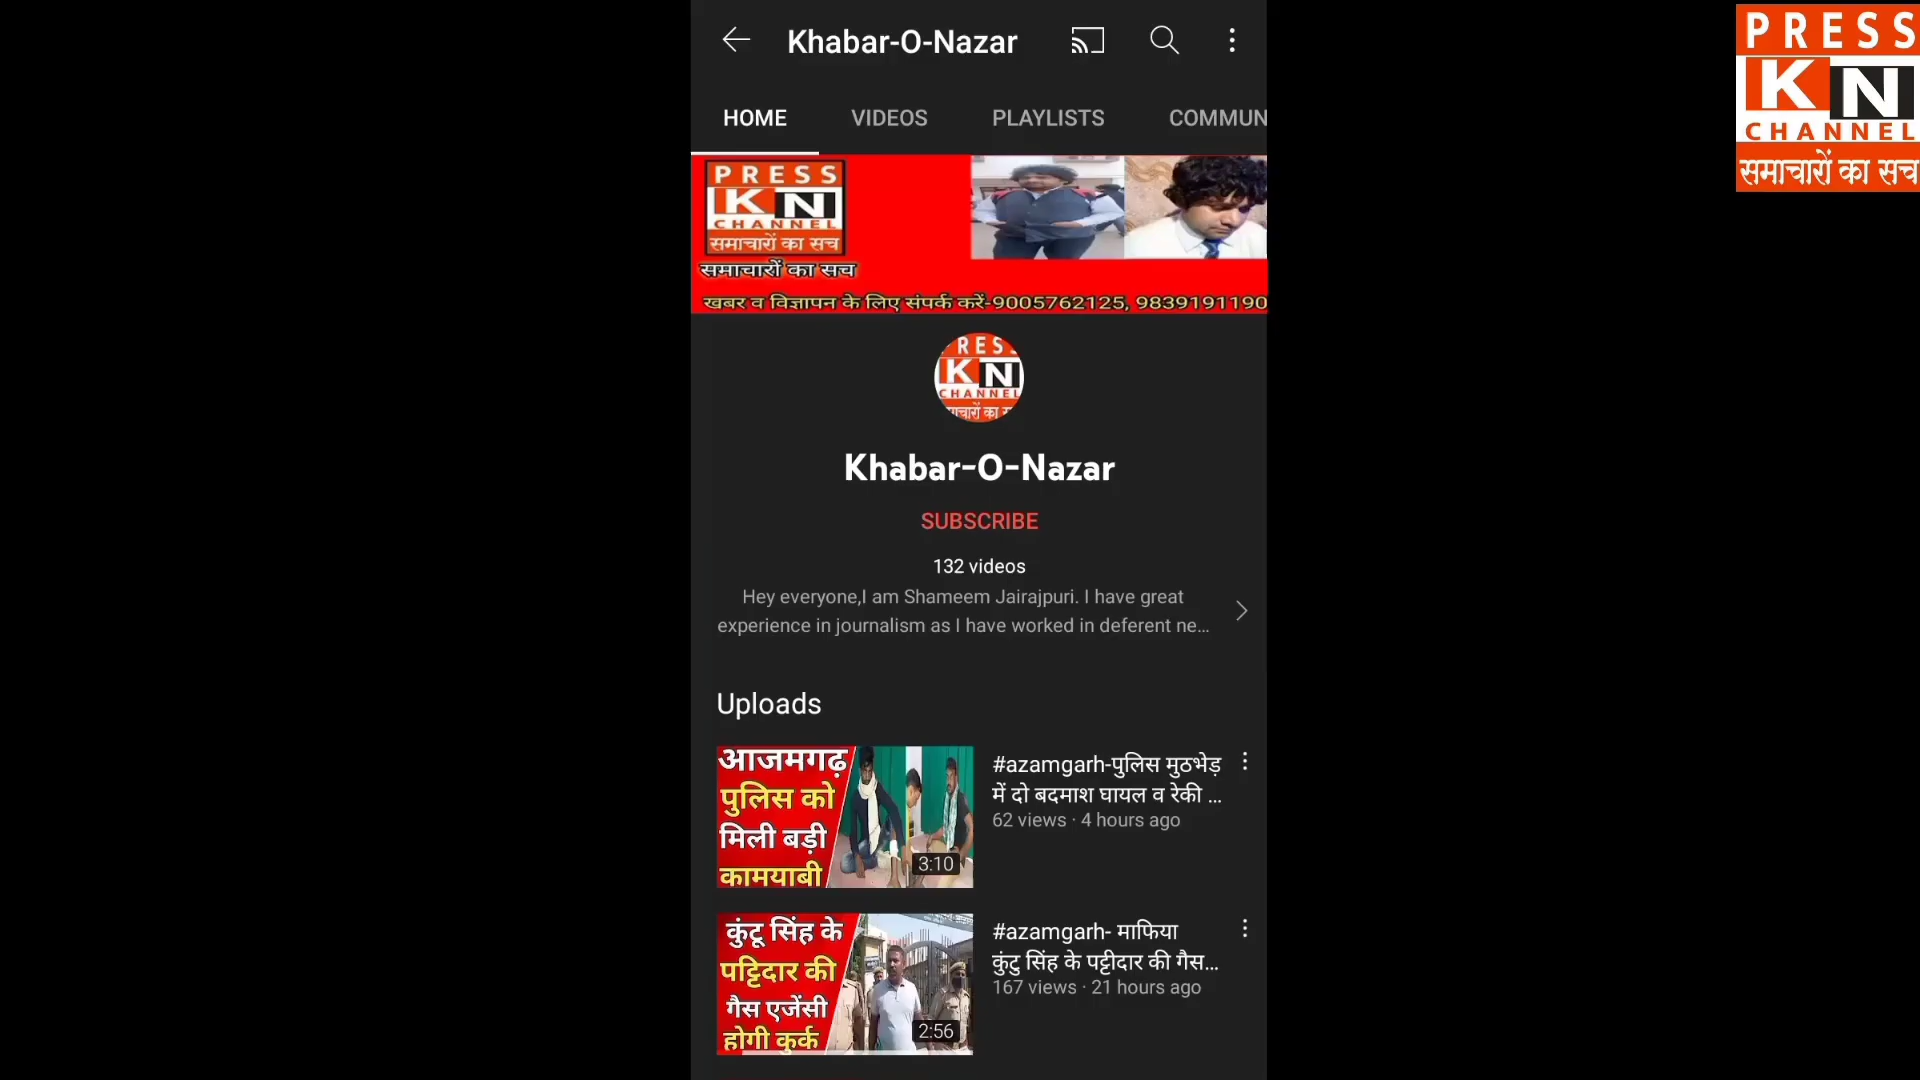 Khabar-O-Nazar
HOME VIDEOS PLAYLISTS COMMUN
PRESS
KN
CHANNEL
समाचारों का सच
PRESS
KN
CHANNEL
समाचारों का सच
समाचारों का सच
खबर व विज्ञापन के लिए संपर्क करें-9005762125, 9839191190
RESS
KN
CHANNEL
Khabar-O-Nazar
SUBSCRIBE
132 videos
Hey everyone,I am Shameem Jairajpuri. I have great
experience in journalism as I have worked in deferent ne...
Uploads
आजमगढ़
पुलिस को
मिली बड़ी
कामयाबी
3:10
#azamgarh-पुलिस मुठभेड़
में दो बदमाश घायल व रेकी ...
62 views · 4 hours ago
कुंटू सिंह के
पट्टिदार की
गैस एजेंसी
होगी कुर्क
2:56
#azamgarh- माफिया
कुंटु सिंह के पट्टीदार की गैस...
167 views · 21 hours ago